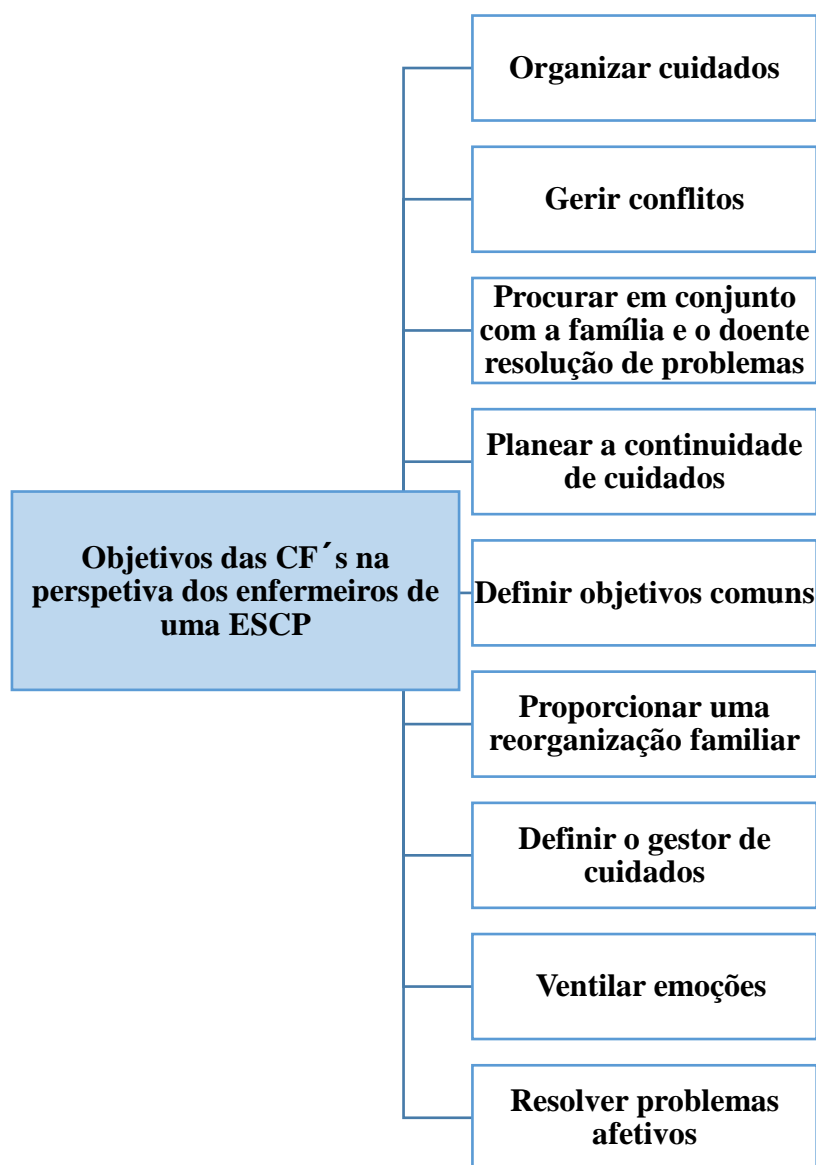 Organizar cuidados
Gerir conflitos
Procurar em conjunto
com a família e o doente
resolução de problemas
Planear a continuidade
de cuidados
Objetivos das CF´s na
perspetiva dos enfermeiros de
uma ESCP
Definir objetivos comuns
Proporcionar uma
reorganização familiar
Definir o gestor de
cuidados
Ventilar emoções
Resolver problemas
afetivos